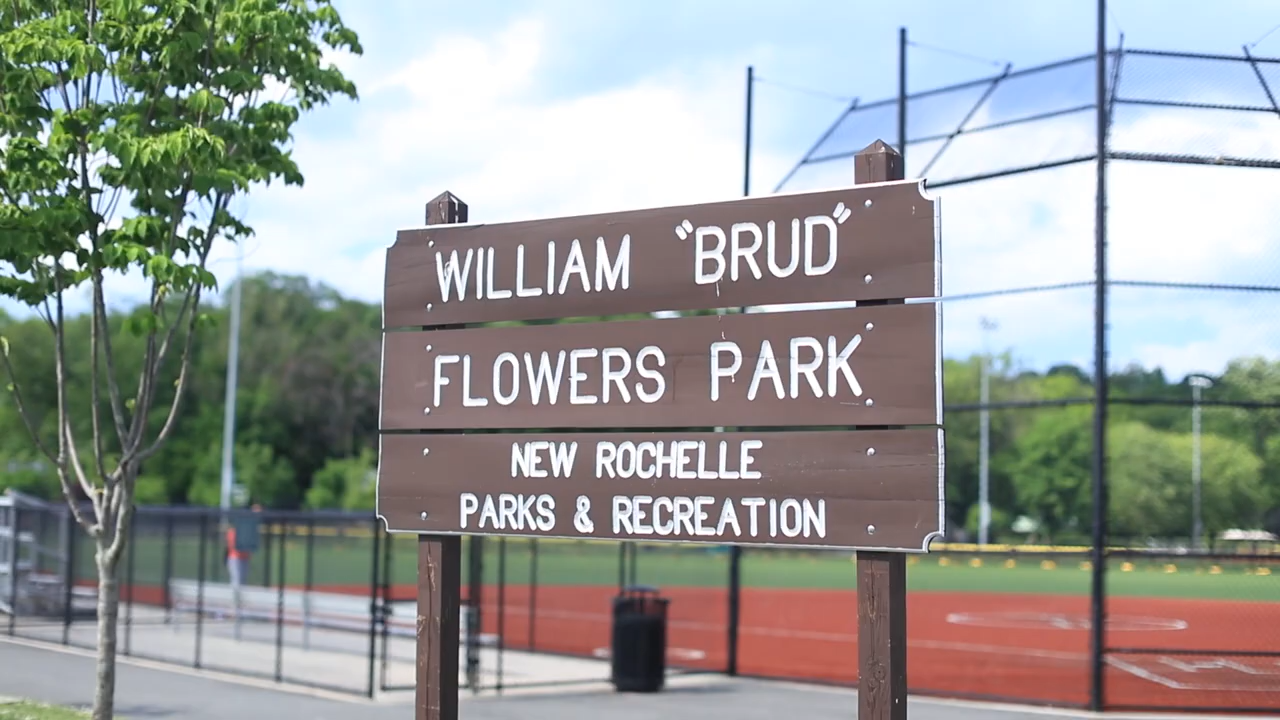 WILLIAM "BRUD"
FLOWERS PARK
NEW ROCHELLE
PARKS & RECREATION